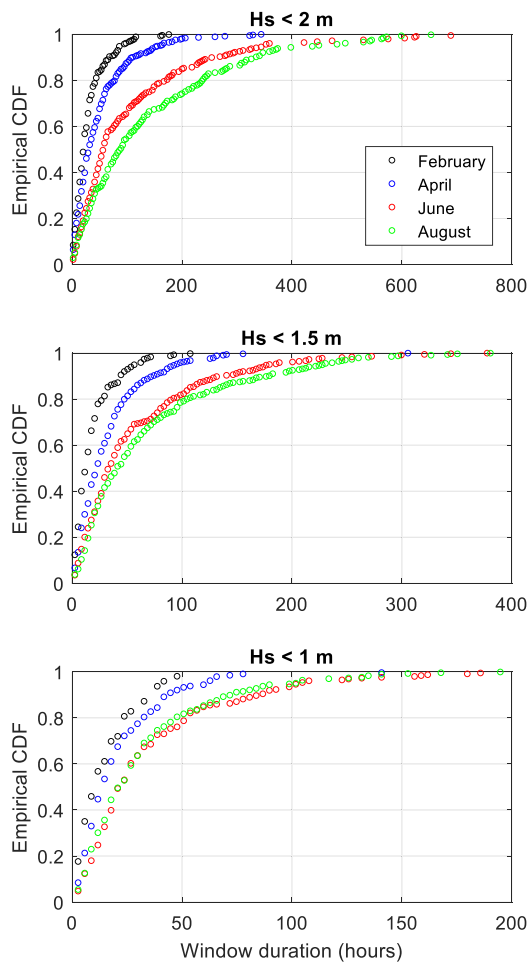 Hs < 2 m
Empirical CDF
1
0.8
0.6
0.4
0.2
0
0 200 400 600 800
February
April
June
August
Hs < 1.5 m
Empirical CDF
1
0.8
0.6
0.4
0.2
0
0 100 200 300 400
Hs < 1 m
Empirical CDF
1
0.8
0.6
0.4
0.2
0
0 50 100 150 200
Window duration (hours)